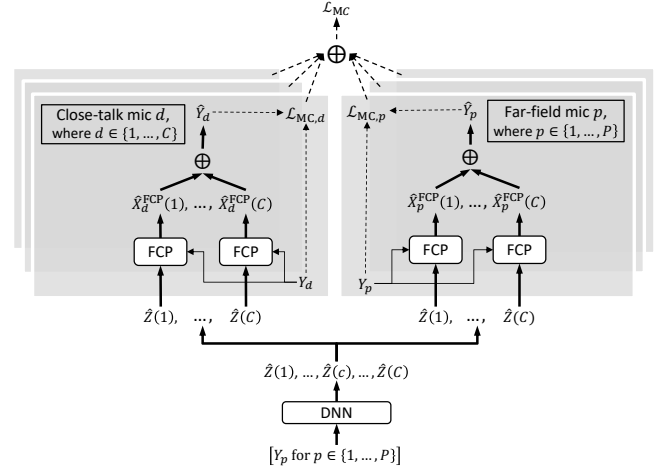 ℒ_MC
⊕
Close-talk mic d,
where d ∈ {1, …, C}
Ŷ_d
ℒ_MC,d
ℒ_MC,p
Ŷ_p
Far-field mic p,
where p ∈ {1, …, P}
⊕
⊕
X̂_d^FCP(1), …, X̂_d^FCP(C)
X̂_p^FCP(1), …, X̂_p^FCP(C)
FCP
FCP
FCP
FCP
Y_d
Y_p
Ẑ(1), …, Ẑ(C)
Ẑ(1), …, Ẑ(C)
Ẑ(1), …, Ẑ(c), …, Ẑ(C)
DNN
[Y_p for p ∈ {1, …, P}]